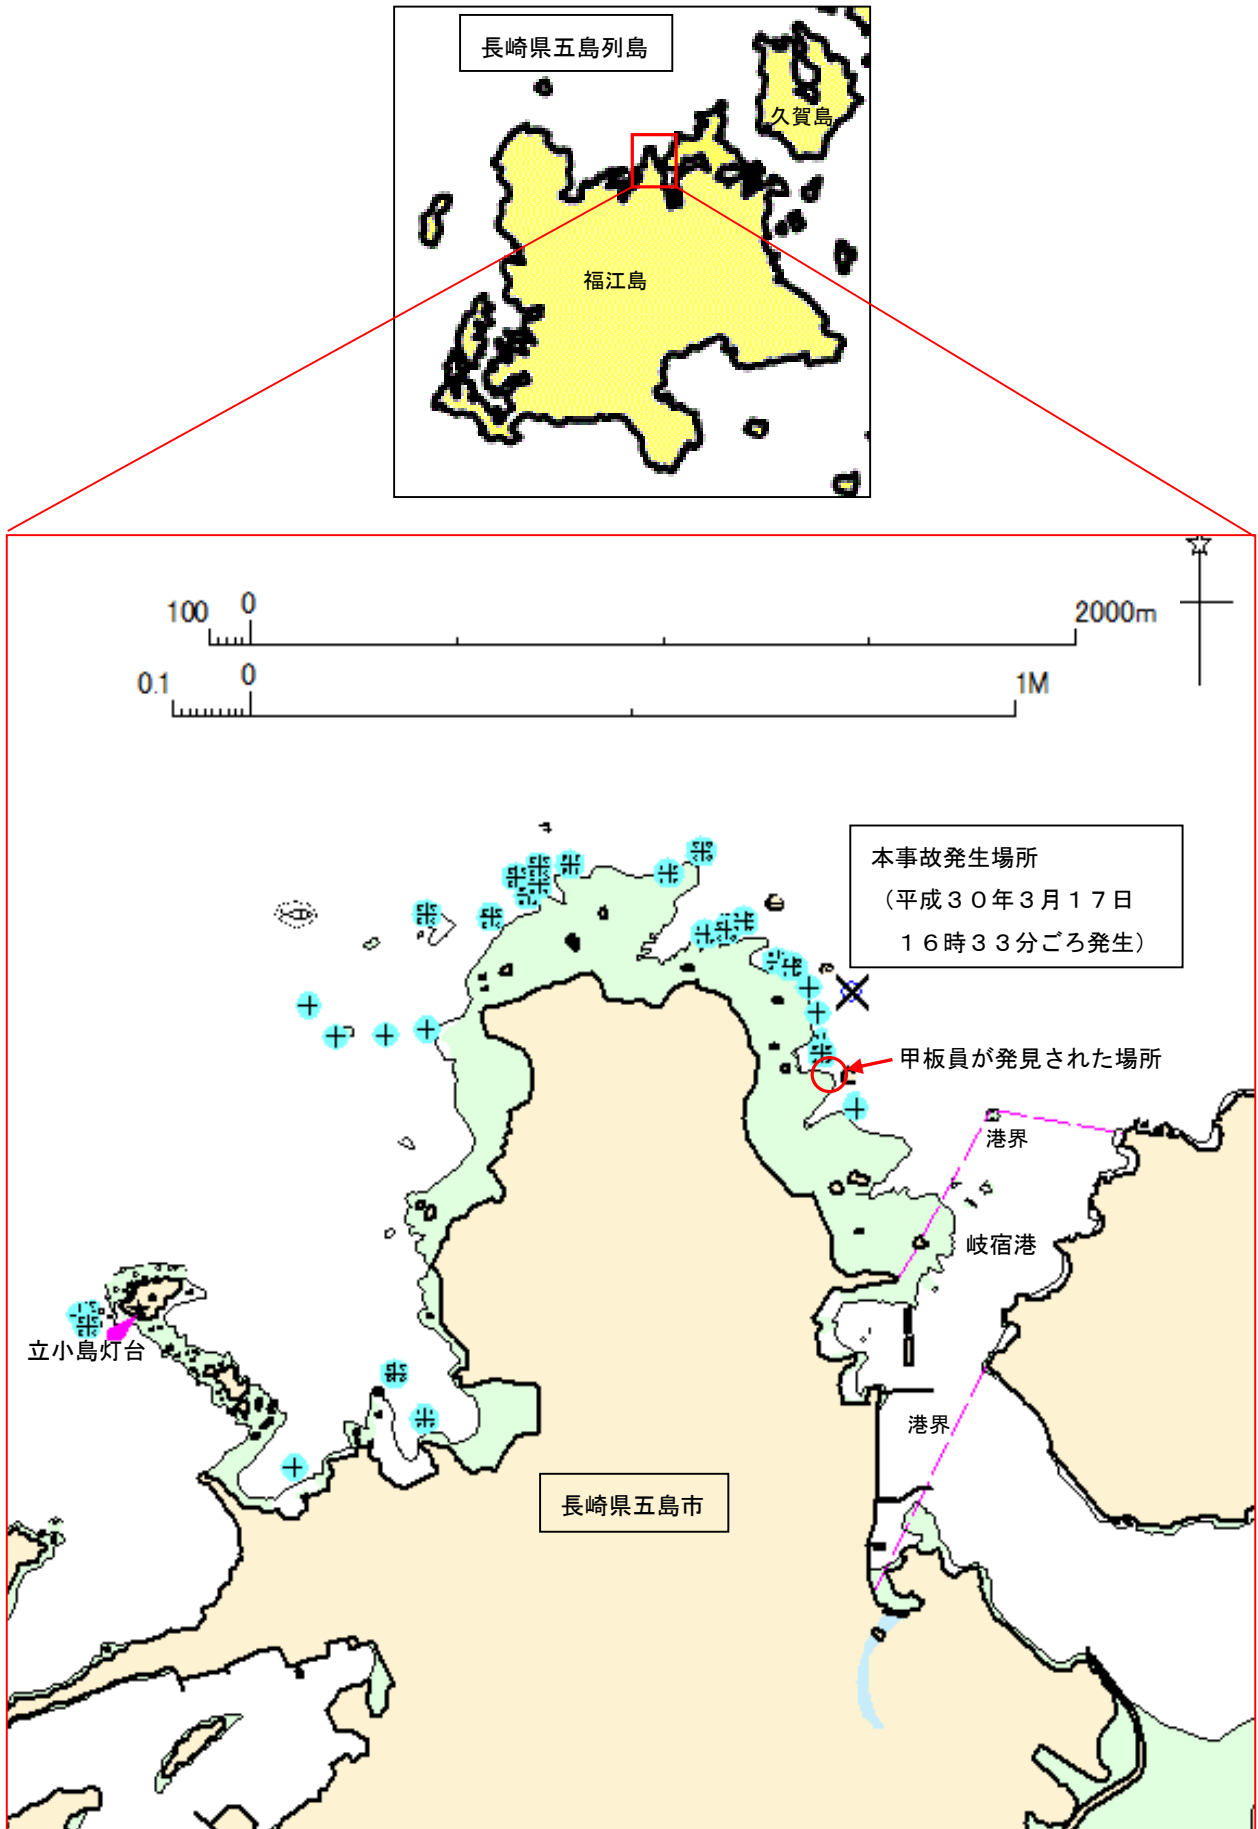 長崎県五島列島
久賀島
福江島
100 0 2000m
0.1 0 1M
本事故発生場所
（平成３０年３月１７日
１６時３３分ごろ発生）
甲板員が発見された場所
港界
岐宿港
立小島灯台
港界
長崎県五島市